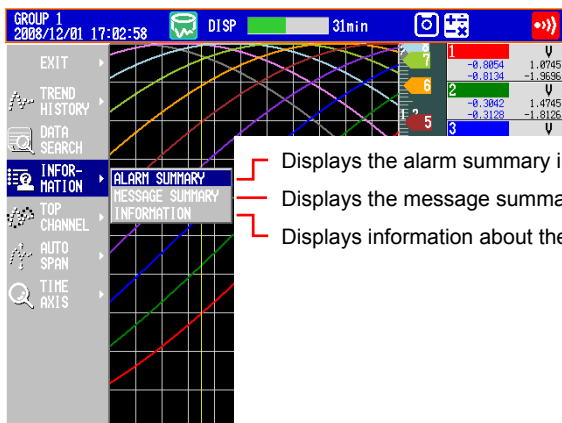 GROUP 1
2008/12/01 17:02:58
DISP
31min
EXIT
TREND
HISTORY
DATA
SEARCH
INFOR-
MATION
TOP
CHANNEL
AUTO
SPAN
TIME
AXIS
ALARM SUMMARY
MESSAGE SUMMARY
INFORMATION
Displays the alarm summary i
Displays the message summa
Displays information about the
8
7
6
5
1 V
-0.8054 1.0745
-0.8134 -1.9696
2 V
-0.3042 1.4745
-0.3128 -1.8126
3 V